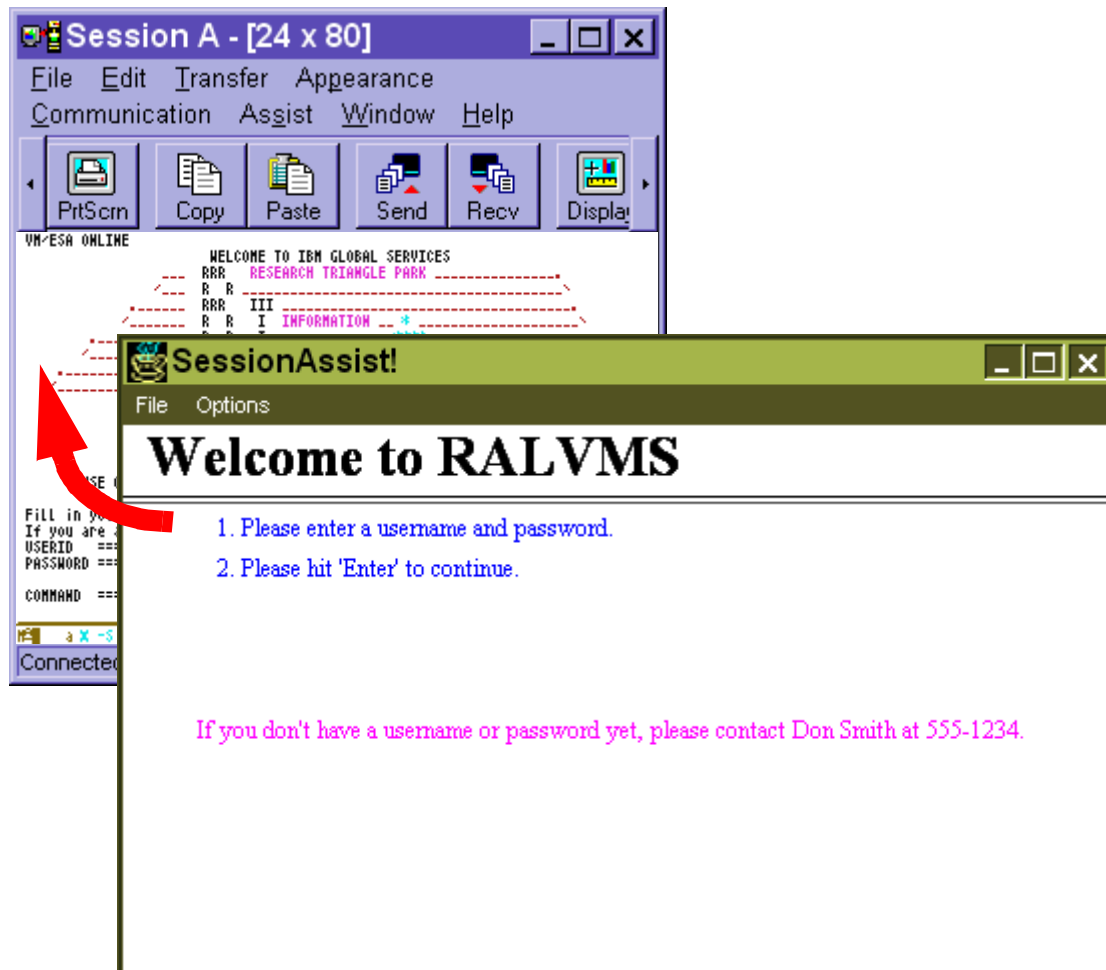 Session A - [24 x 80]
File Edit Transfer Appearance
Communication Assist Window Help
PrtScrn Copy Paste Send Recv Display
VM/ESA ONLINE
WELCOME TO IBM GLOBAL SERVICES
RRR RESEARCH TRIANGLE PARK
R R
RRR III
R R I INFORMATION
SessionAssist!
File Options
Welcome to RALVMS
Fill in
If you are
USERID ===
PASSWORD ===
COMMAND ===
Connected
1. Please enter a username and password.
2. Please hit 'Enter' to continue.
If you don't have a username or password yet, please contact Don Smith at 555-1234.